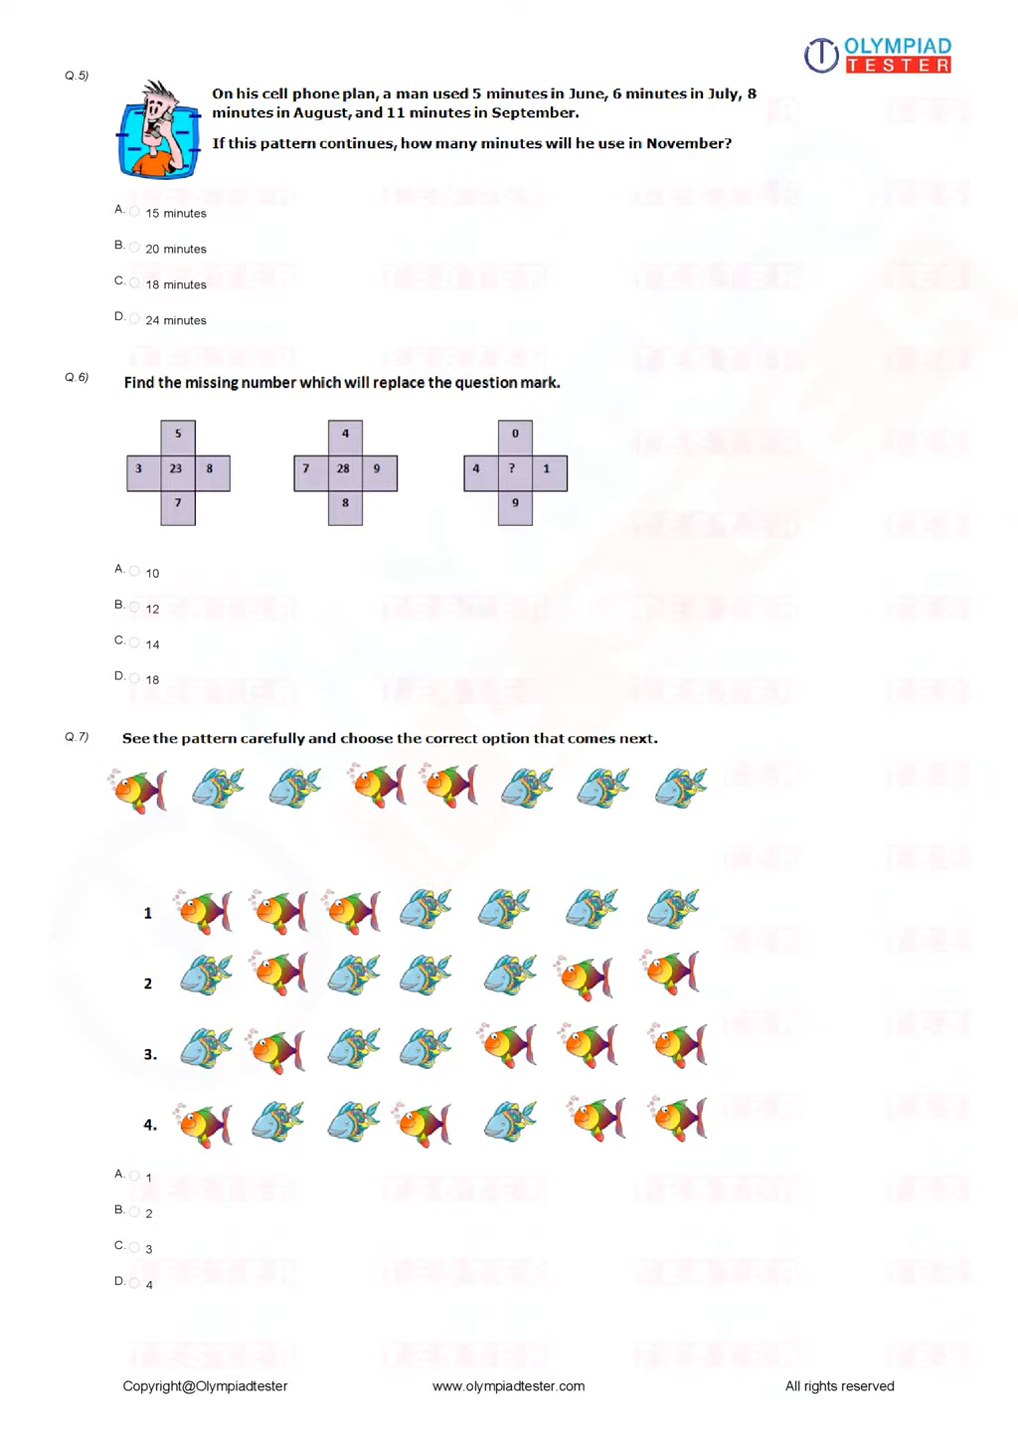 OLYMPIAD
TESTER
Q.5)
On his cell phone plan, a man used 5 minutes in June, 6 minutes in July, 8
minutes in August, and 11 minutes in September.
If this pattern continues, how many minutes will he use in November?
A. 15 minutes
B. 20 minutes
C. 18 minutes
D. 24 minutes
Q.6)
Find the missing number which will replace the question mark.
5 4 0
3 23 8 7 28 9 4 ? 1
7 8 9
A. 10
B. 12
C. 14
D. 18
Q.7)
See the pattern carefully and choose the correct option that comes next.
1
2
3.
4.
A. 1
B. 2
C. 3
D. 4
Copyright@Olympiadtester www.olympiadtester.com All rights reserved